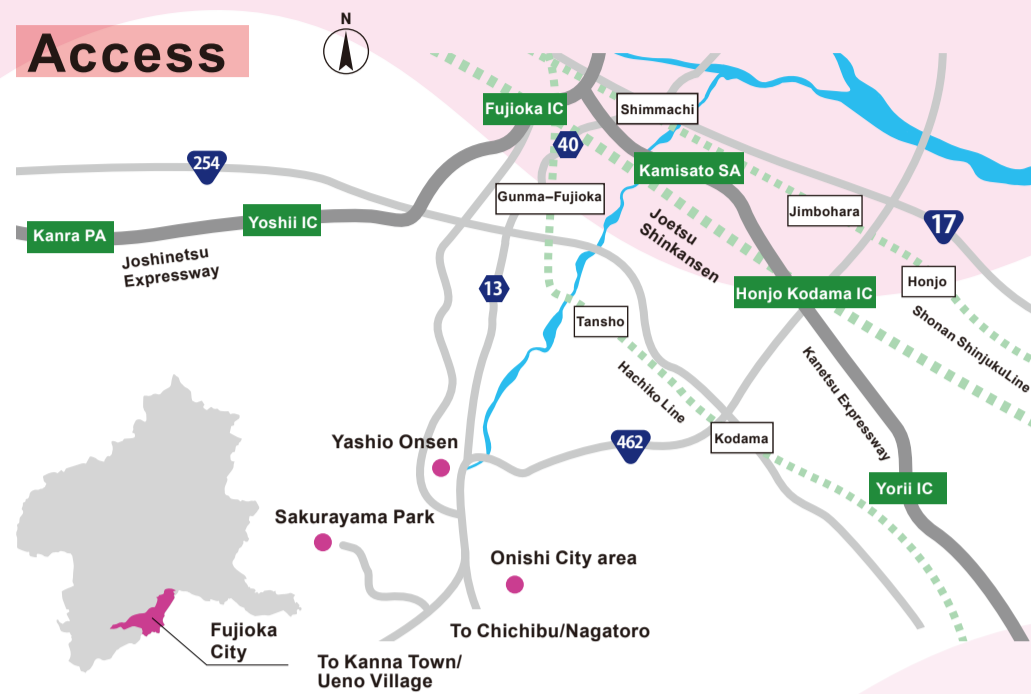 Access
N
Fujioka IC
Shimmachi
40
Kamisato SA
254
Gunma–Fujioka
Jimbohara
17
Kanra PA
Yoshii IC
Joetsu
Shinkansen
Joshinetsu
Expressway
13
Honjo Kodama IC
Honjo
Tansho
Shonan ShinjukuLine
Hachiko Line
Kanetsu Expressway
Yashio Onsen
462
Kodama
Yorii IC
Sakurayama Park
Onishi City area
Fujioka
City
To Chichibu/Nagatoro
To Kanna Town/
Ueno Village